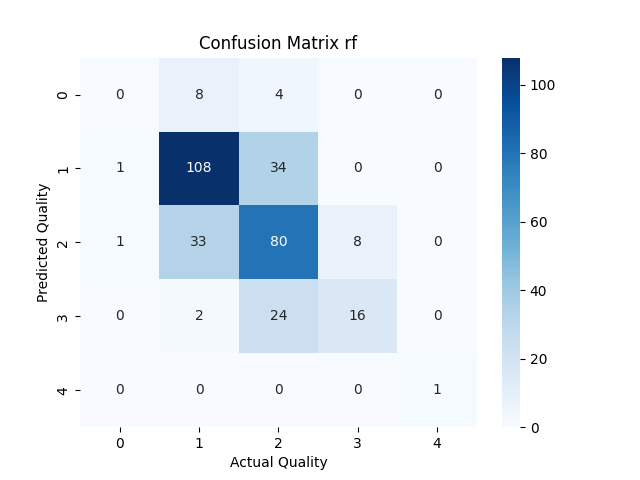 Confusion Matrix rf
Predicted Quality
0 0 8 4 0 0
1 1 108 34 0 0
2 1 33 80 8 0
3 0 2 24 16 0
4 0 0 0 0 1
0 1 2 3 4
Actual Quality
100
80
60
40
20
0